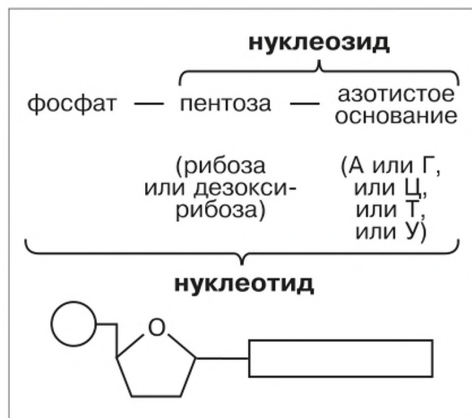 нуклеозид
фосфат — пентоза — азотистое
основание
(рибоза
или дезокси-
рибоза)
(А или Г,
или Ц,
или Т,
или У)
нуклеотид
O